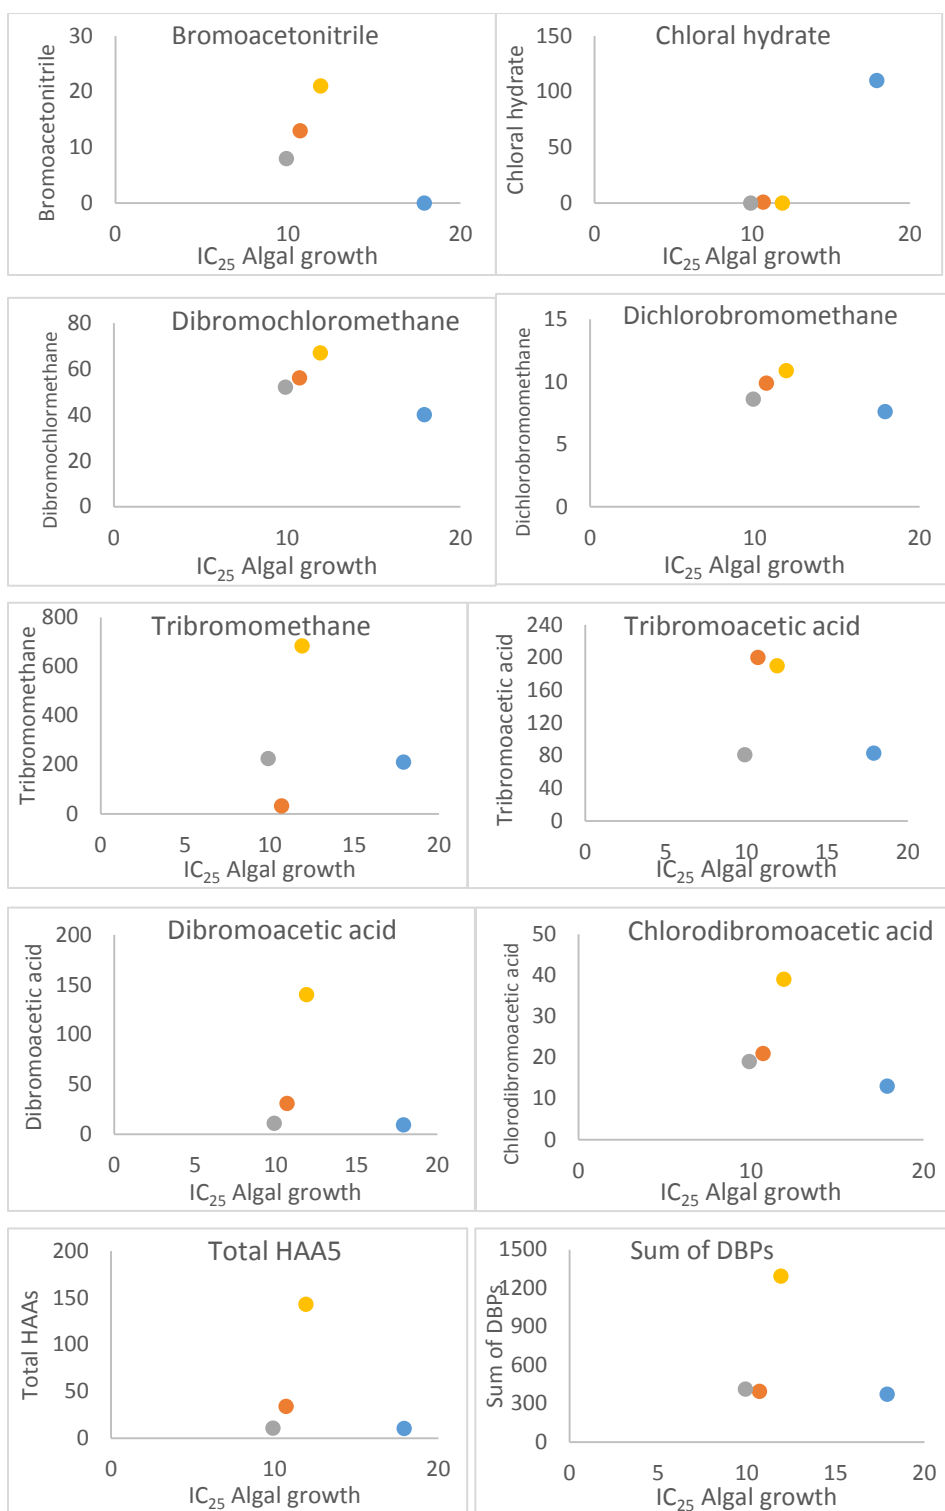 Bromoacetonitrile
Bromoacetonitrile
30
20
10
0
0
10
20
IC₂₅ Algal growth
Chloral hydrate
Chloral hydrate
150
100
50
0
0
10
20
IC₂₅ Algal growth
Dibromochloromethane
Dibromochlormethane
80
60
40
20
0
0
10
20
IC₂₅ Algal growth
Dichlorobromomethane
Dichlorobromomethane
15
10
5
0
0
10
20
IC₂₅ Algal growth
Tribromomethane
Tribromomethane
800
600
400
200
0
0
5
10
15
20
IC₂₅ Algal growth
Tribromoacetic acid
Tribromoacetic acid
240
200
160
120
80
40
0
0
5
10
15
20
IC₂₅ Algal growth
Dibromoacetic acid
Dibromoacetic acid
200
150
100
50
0
0
5
10
15
20
IC₂₅ Algal growth
Chlorodibromoacetic acid
Chlorodibromoacetic acid
50
40
30
20
10
0
0
10
20
IC₂₅ Algal growth
Total HAA5
Total HAAs
200
150
100
50
0
0
10
20
IC₂₅ Algal growth
Sum of DBPs
Sum of DBPs
1500
1200
900
600
300
0
0
5
10
15
20
IC₂₅ Algal growth